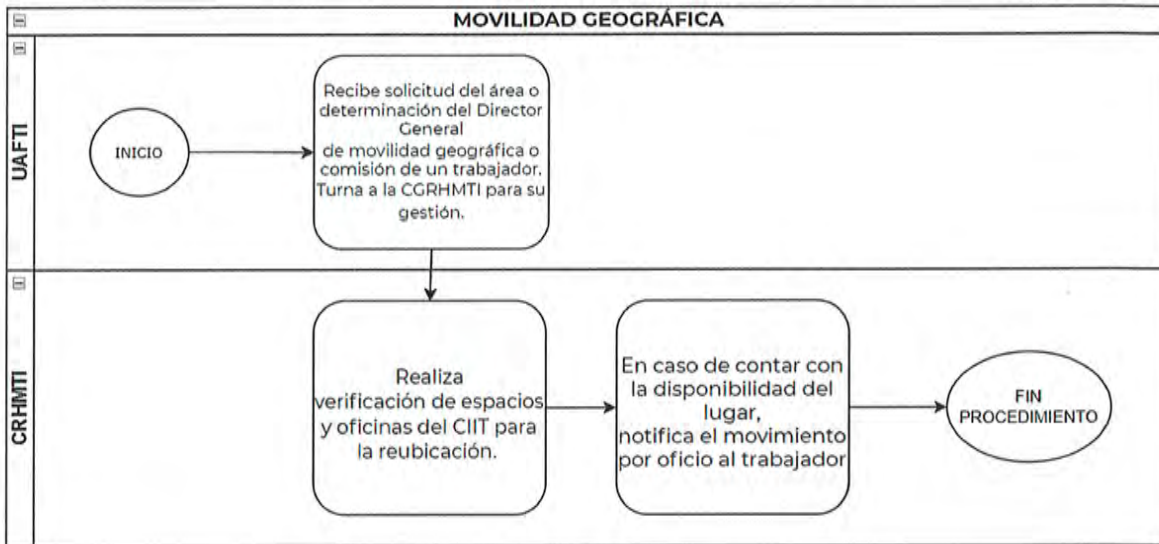 MOVILIDAD GEOGRÁFICA
UAFTI
INICIO
Recibe solicitud del área o
determinación del Director
General
de movilidad geográfica o
comisión de un trabajador.
Turna a la CGRHMTI para su
gestión.
CRHMTI
Realiza
verificación de espacios
y oficinas del CIIT para
la reubicación.
En caso de contar con
la disponibilidad del
lugar,
notifica el movimiento
por oficio al trabajador
FIN
PROCEDIMIENTO